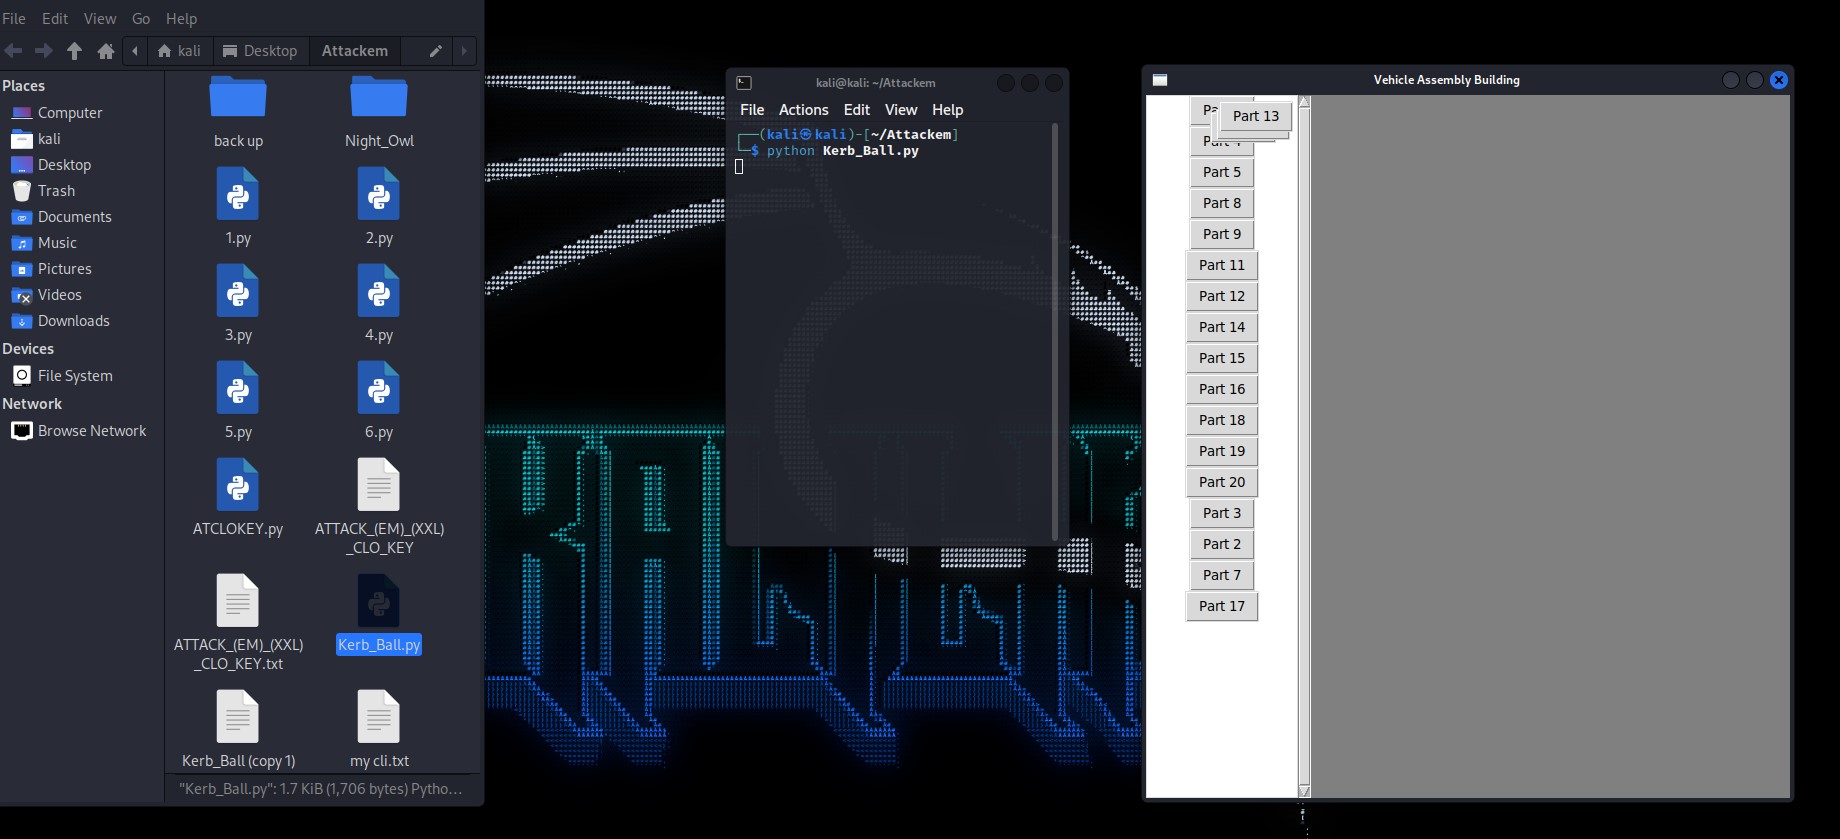 File Edit View Go Help
kali Desktop Attackem
Places
Computer
kali
Desktop
Trash
Documents
Music
Pictures
Videos
Downloads
Devices
File System
Network
Browse Network
back up Night_Owl
1.py 2.py
3.py 4.py
5.py 6.py
ATCLOKEY.py ATTACK_(EM)_(XXL)
_CLO_KEY
ATTACK_(EM)_(XXL)
_CLO_KEY.txt
Kerb_Ball.py
Kerb_Ball (copy 1) my cli.txt
"Kerb_Ball.py": 1.7 KiB (1,706 bytes) Pytho…
kali@kali: ~/Attackem
File Actions Edit View Help
(kali㉿kali)-[~/Attackem]
$ python Kerb_Ball.py
Vehicle Assembly Building
Part 13
Part 5
Part 8
Part 9
Part 11
Part 12
Part 14
Part 15
Part 16
Part 18
Part 19
Part 20
Part 3
Part 2
Part 7
Part 17